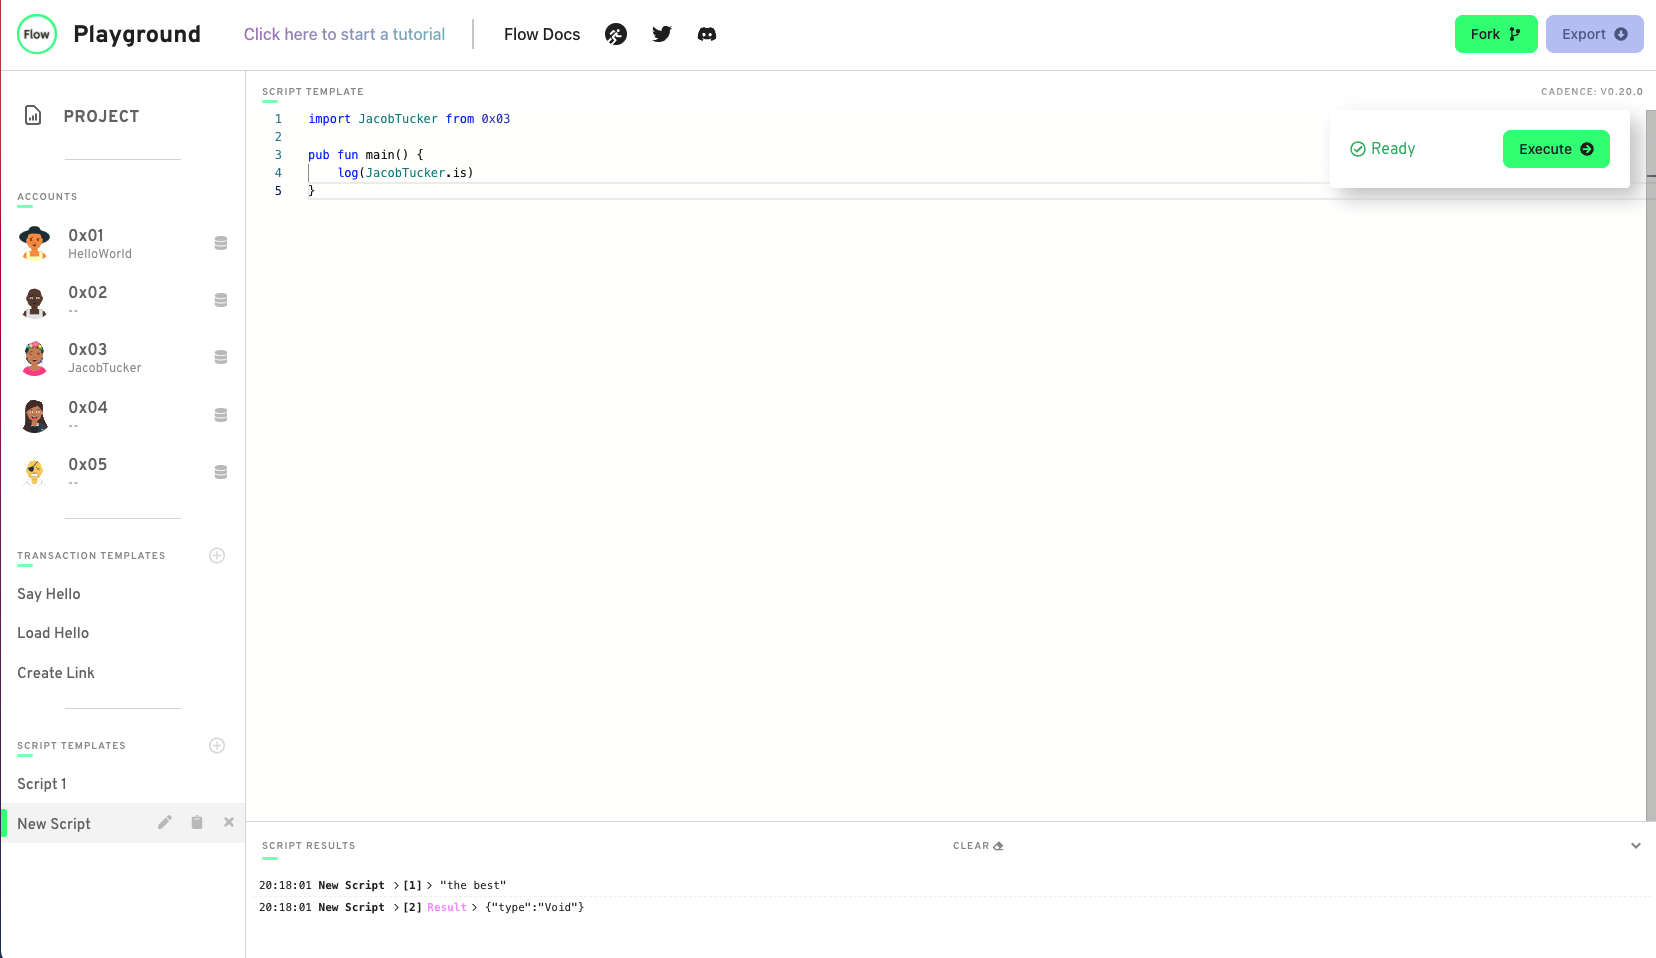 Flow Playground Click here to start a tutorial Flow Docs Fork Export
PROJECT
ACCOUNTS
0x01
HelloWorld
0x02
--
0x03
JacobTucker
0x04
--
0x05
--
TRANSACTION TEMPLATES
Say Hello
Load Hello
Create Link
SCRIPT TEMPLATES
Script 1
New Script
SCRIPT TEMPLATE
CADENCE: V0.20.0
1 import JacobTucker from 0x03
2
3 pub fun main() {
4 log(JacobTucker.is)
5 }
Ready Execute
SCRIPT RESULTS CLEAR
20:18:01 New Script > [1] > "the best"
20:18:01 New Script > [2] Result > {"type":"Void"}